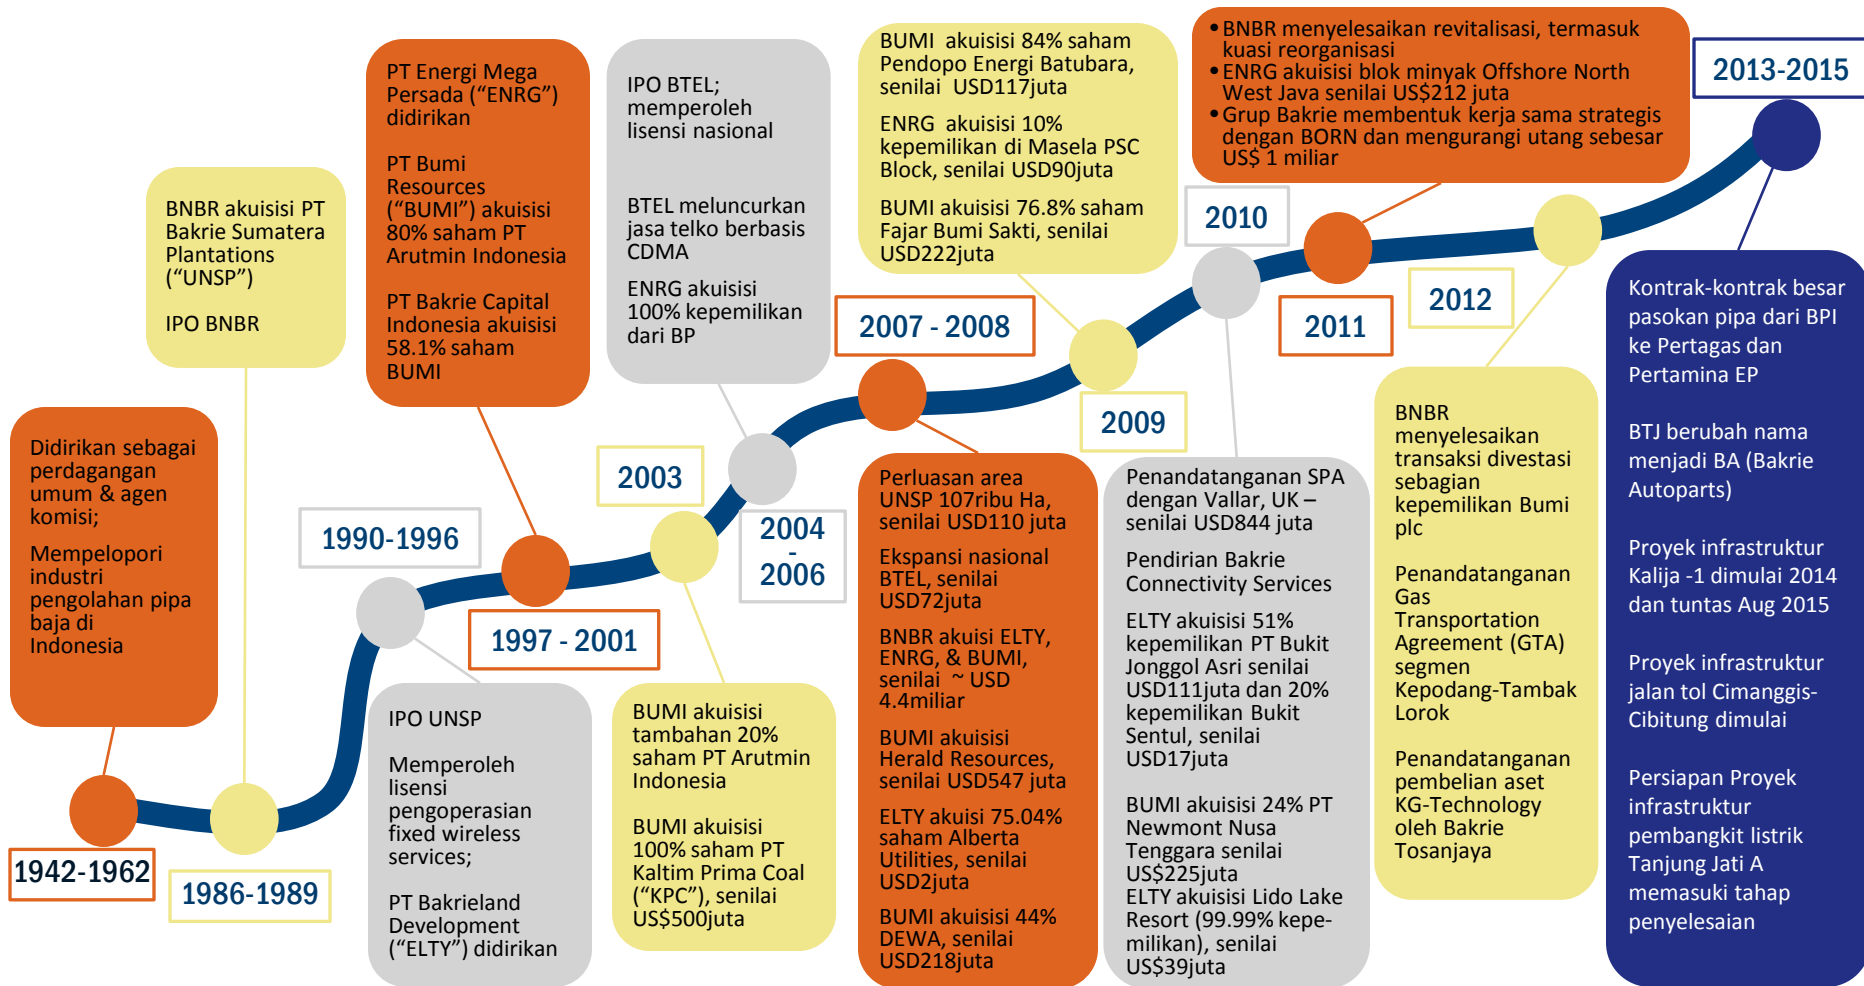 Didirikan sebagai
perdagangan
umum & agen
komisi;
Mempelopori
industri
pengolahan pipa
baja di
Indonesia
1942-1962
BNBR akuisisi PT
Bakrie Sumatera
Plantations
(“UNSP”)
IPO BNBR
1986-1989
1990-1996
IPO UNSP
Memperoleh
lisensi
pengoperasian
fixed wireless
services;
PT Bakrieland
Development
(“ELTY”) didirikan
PT Energi Mega
Persada (“ENRG”)
didirikan
PT Bumi
Resources
(“BUMI”) akuisisi
80% saham PT
Arutmin Indonesia
PT Bakrie Capital
Indonesia akuisisi
58.1% saham
BUMI
1997 - 2001
2003
BUMI akuisisi
tambahan 20%
saham PT Arutmin
Indonesia
BUMI akuisisi
100% saham PT
Kaltim Prima Coal
(“KPC”), senilai
US$500juta
IPO BTEL;
memperoleh
lisensi nasional
BTEL meluncurkan
jasa telko berbasis
CDMA
ENRG akuisisi
100% kepemilikan
dari BP
2004
-
2006
2007 - 2008
Perluasan area
UNSP 107ribu Ha,
senilai USD110 juta
Ekspansi nasional
BTEL, senilai
USD72juta
BNBR akuisi ELTY,
ENRG, & BUMI,
senilai ~ USD
4.4miliar
BUMI akuisisi
Herald Resources,
senilai USD547 juta
ELTY akuisi 75.04%
saham Alberta
Utilities, senilai
USD2juta
BUMI akuisisi 44%
DEWA, senilai
USD218juta
BUMI akuisisi 84% saham
Pendopo Energi Batubara,
senilai USD117juta
ENRG akuisisi 10%
kepemilikan di Masela PSC
Block, senilai USD90juta
BUMI akuisisi 76.8% saham
Fajar Bumi Sakti, senilai
USD222juta
2009
2010
Penandatanganan SPA
dengan Vallar, UK –
senilai USD844 juta
Pendirian Bakrie
Connectivity Services
ELTY akuisisi 51%
kepemilikan PT Bukit
Jonggol Asri senilai
USD111juta dan 20%
kepemilikan Bukit
Sentul, senilai
USD17juta
BUMI akuisisi 24% PT
Newmont Nusa
Tenggara senilai
US$225juta
ELTY akuisisi Lido Lake
Resort (99.99% kepe-
milikan), senilai
US$39juta
• BNBR menyelesaikan revitalisasi, termasuk
kuasi reorganisasi
• ENRG akuisisi blok minyak Offshore North
West Java senilai US$212 juta
• Grup Bakrie membentuk kerja sama strategis
dengan BORN dan mengurangi utang sebesar
US$ 1 miliar
2011
2012
BNBR
menyelesaikan
transaksi divestasi
sebagian
kepemilikan Bumi
plc
Penandatanganan
Gas
Transportation
Agreement (GTA)
segmen
Kepodang-Tambak
Lorok
Penandatanganan
pembelian aset
KG-Technology
oleh Bakrie
Tosanjaya
2013-2015
Kontrak-kontrak besar
pasokan pipa dari BPI
ke Pertagas dan
Pertamina EP
BTJ berubah nama
menjadi BA (Bakrie
Autoparts)
Proyek infrastruktur
Kalija -1 dimulai 2014
dan tuntas Aug 2015
Proyek infrastruktur
jalan tol Cimanggis-
Cibitung dimulai
Persiapan Proyek
infrastruktur
pembangkit listrik
Tanjung Jati A
memasuki tahap
penyelesaian